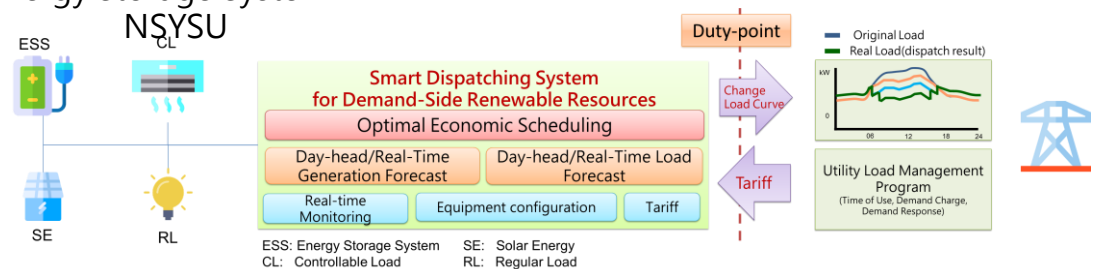 NSYSU
ESS
CL
SE
RL
Smart Dispatching System
for Demand-Side Renewable Resources
Optimal Economic Scheduling
Day-head/Real-Time
Generation Forecast
Day-head/Real-Time Load
Forecast
Real-time
Monitoring
Equipment configuration
Tariff
ESS: Energy Storage System
SE: Solar Energy
CL: Controllable Load
RL: Regular Load
Duty-point
Change
Load Curve
Tariff
Original Load
Real Load(dispatch result)
kW
0
06
12
18
24
Utility Load Management
Program
(Time of Use, Demand Charge,
Demand Response)